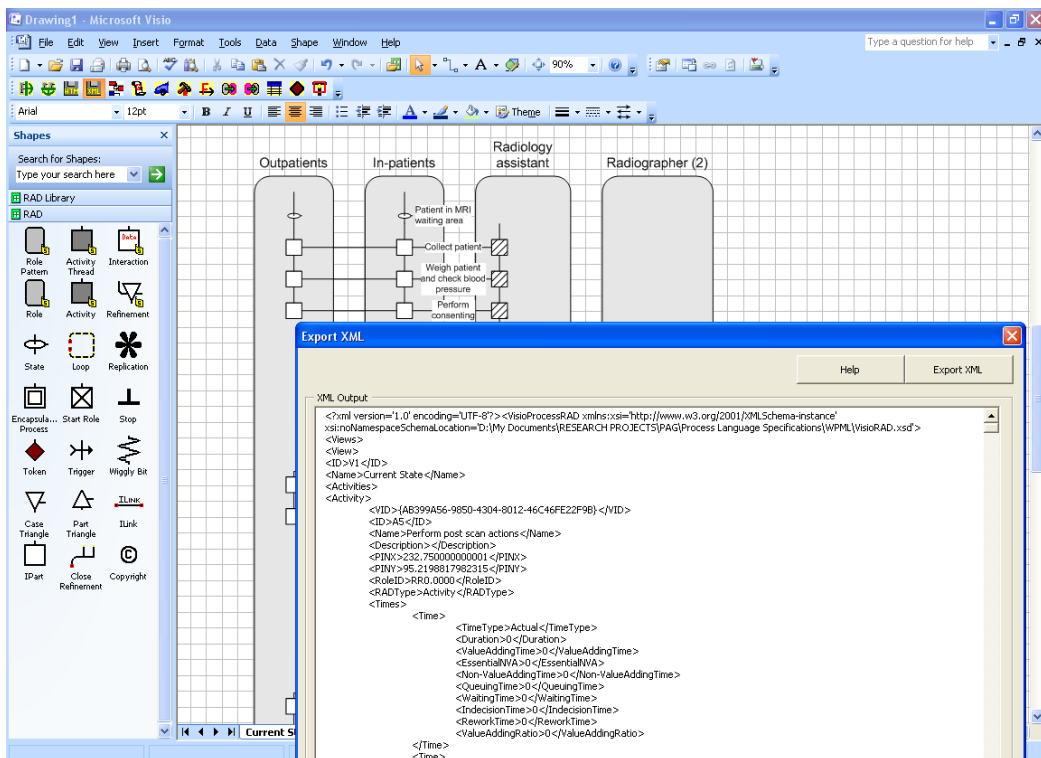 Drawing1 - Microsoft Visio
File Edit View Insert Format Tools Data Shape Window Help
Type a question for help
90%
Arial 12pt B I U Theme
Shapes
Search for Shapes:
Type your search here
RAD Library
RAD
Role Pattern
Activity Thread
Data
Interaction
Role
Activity
Refinement
State
Loop
Replication
Encapsula... Process
Start Role
Stop
Token
Trigger
Wiggly Bit
Case Triangle
Part Triangle
ILINK
ILink
IPart
Close Refinement
Copyright
Outpatients
In-patients
Radiology
assistant
Radiographer (2)
Patient in MRI
waiting area
Collect patient
Weigh patient
and check blood
pressure
Perform
consenting
Current S
Export XML
Help
Export XML
XML Output
<?xml version='1.0' encoding='UTF-8'?><VisioProcessRAD xmlns:xsi='http://www.w3.org/2001/XMLSchema-instance'
xsi:noNamespaceSchemaLocation='D:\My Documents\RESEARCH PROJECTS\PAG\Process Language Specifications\WPML\VisioRAD.xsd'>
<Views>
<View>
<ID>V1</ID>
<Name>Current State</Name>
<Activities>
<Activity>
<VID>{AB399A56-9850-4304-8012-46C46FE22F9B}</VID>
<ID>A5</ID>
<Name>Perform post scan actions</Name>
<Description></Description>
<PINX>232.750000000001</PINX>
<PINY>95.2198817982315</PINY>
<RoleID>RR0.0000</RoleID>
<RADType>Activity</RADType>
<Times>
<Time>
<TimeType>Actual</TimeType>
<Duration>0</Duration>
<ValueAddingTime>0</ValueAddingTime>
<EssentialNVA>0</EssentialNVA>
<Non-ValueAddingTime>0</Non-ValueAddingTime>
<QueuingTime>0</QueuingTime>
<WaitingTime>0</WaitingTime>
<IndecisionTime>0</IndecisionTime>
<ReworkTime>0</ReworkTime>
<ValueAddingRatio>0</ValueAddingRatio>
</Time>
<Time>